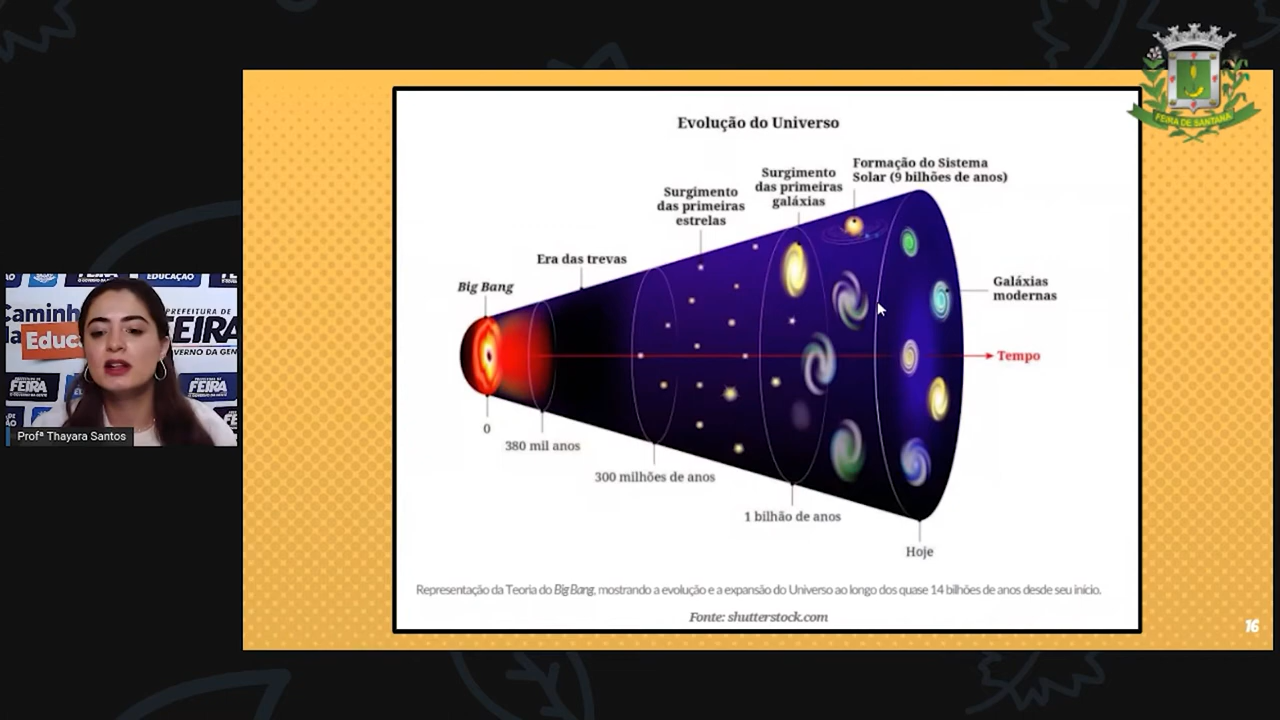 FEIRA DE SANTANA
Evolução do Universo
Formação do Sistema
Solar (9 bilhões de anos)
Surgimento
das primeiras
galáxias
Surgimento
das primeiras
estrelas
Era das trevas
Big Bang
Galáxias
modernas
Tempo
0
380 mil anos
300 milhões de anos
1 bilhão de anos
Hoje
Representação da Teoria do Big Bang, mostrando a evolução e a expansão do Universo ao longo dos quase 14 bilhões de anos desde seu início.
Fonte: shutterstock.com
16
EDUCAÇÃO
Caminh
da
Educ
PREFEITURA DE
FEIRA
GOVERNO DA GEN
FEIRA
FEIRA
Profª Thayara Santos